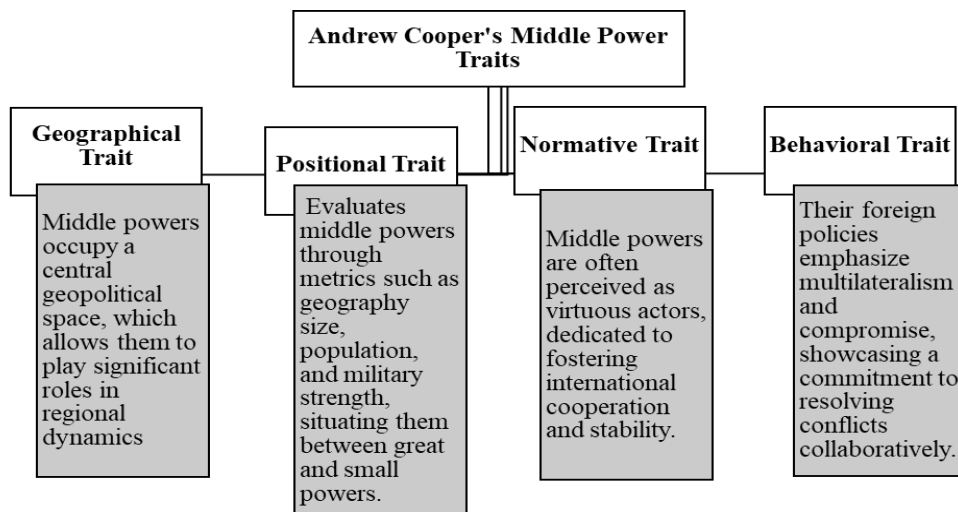 Andrew Cooper's Middle Power
Traits
Geographical
Trait
Middle powers
occupy a
central
geopolitical
space, which
allows them to
play significant
roles in
regional
dynamics
Positional Trait
Evaluates
middle powers
through
metrics such as
geography
size,
population,
and military
strength,
situating them
between great
and small
powers.
Normative Trait
Middle powers
are often
perceived as
virtuous actors,
dedicated to
fostering
international
cooperation
and stability.
Behavioral Trait
Their foreign
policies
emphasize
multilateralism
and
compromise,
showcasing a
commitment to
resolving
conflicts
collaboratively.